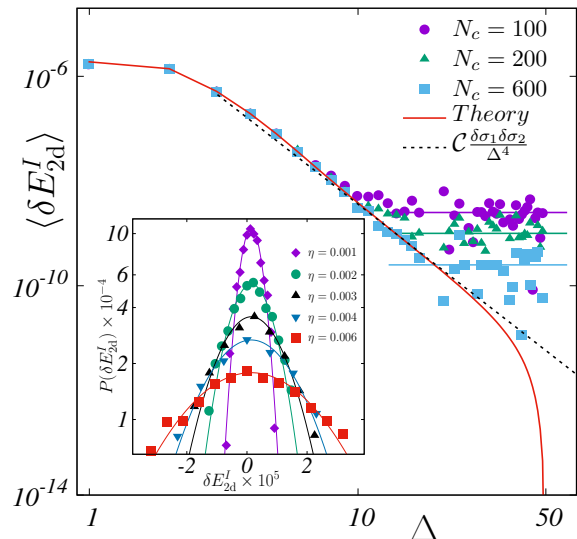 N_c = 100
N_c = 200
N_c = 600
Theory
C δσ₁δσ₂ / Δ⁴
10⁻⁶
10⁻¹⁰
10⁻¹⁴
⟨δE^I_2d⟩
1
10
50
Δ
10
6
4
2
1
P(δE^I_2d) × 10⁻⁴
η = 0.001
η = 0.002
η = 0.003
η = 0.004
η = 0.006
-2
0
2
δE^I_2d × 10⁵